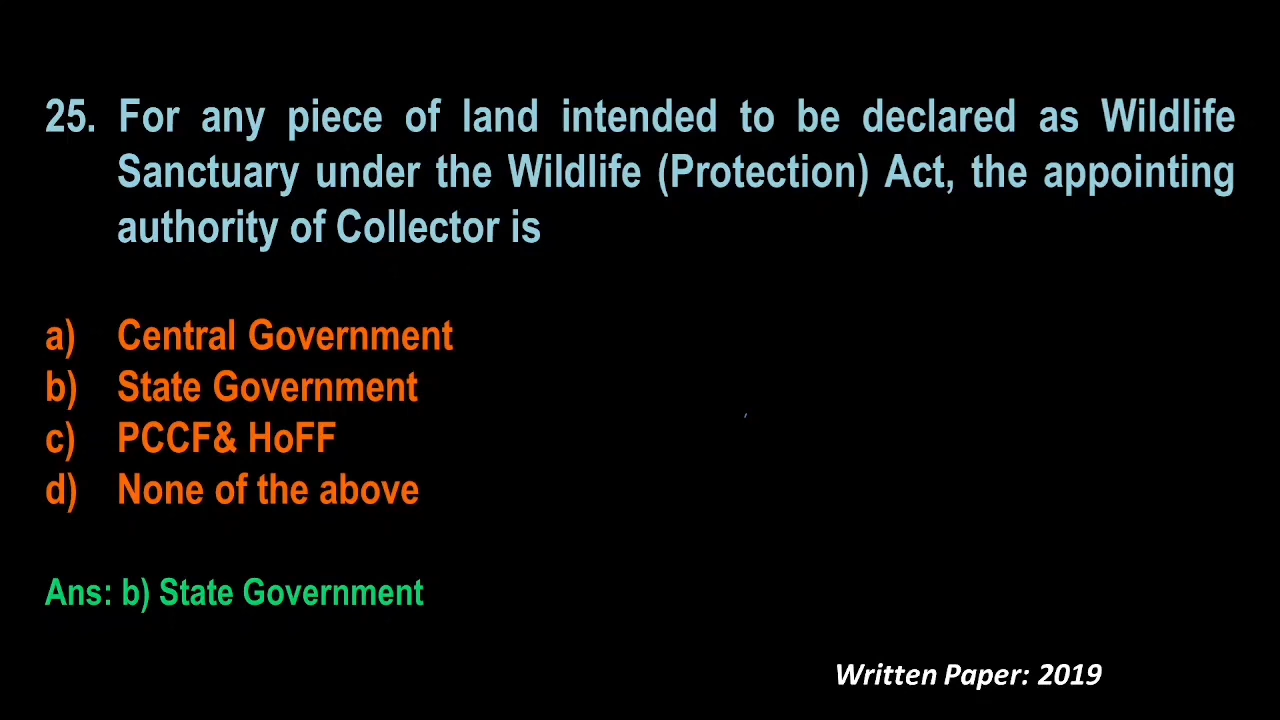 25. For any piece of land intended to be declared as Wildlife
Sanctuary under the Wildlife (Protection) Act, the appointing
authority of Collector is
a) Central Government
b) State Government
c) PCCF& HoFF
d) None of the above
Ans: b) State Government
Written Paper: 2019